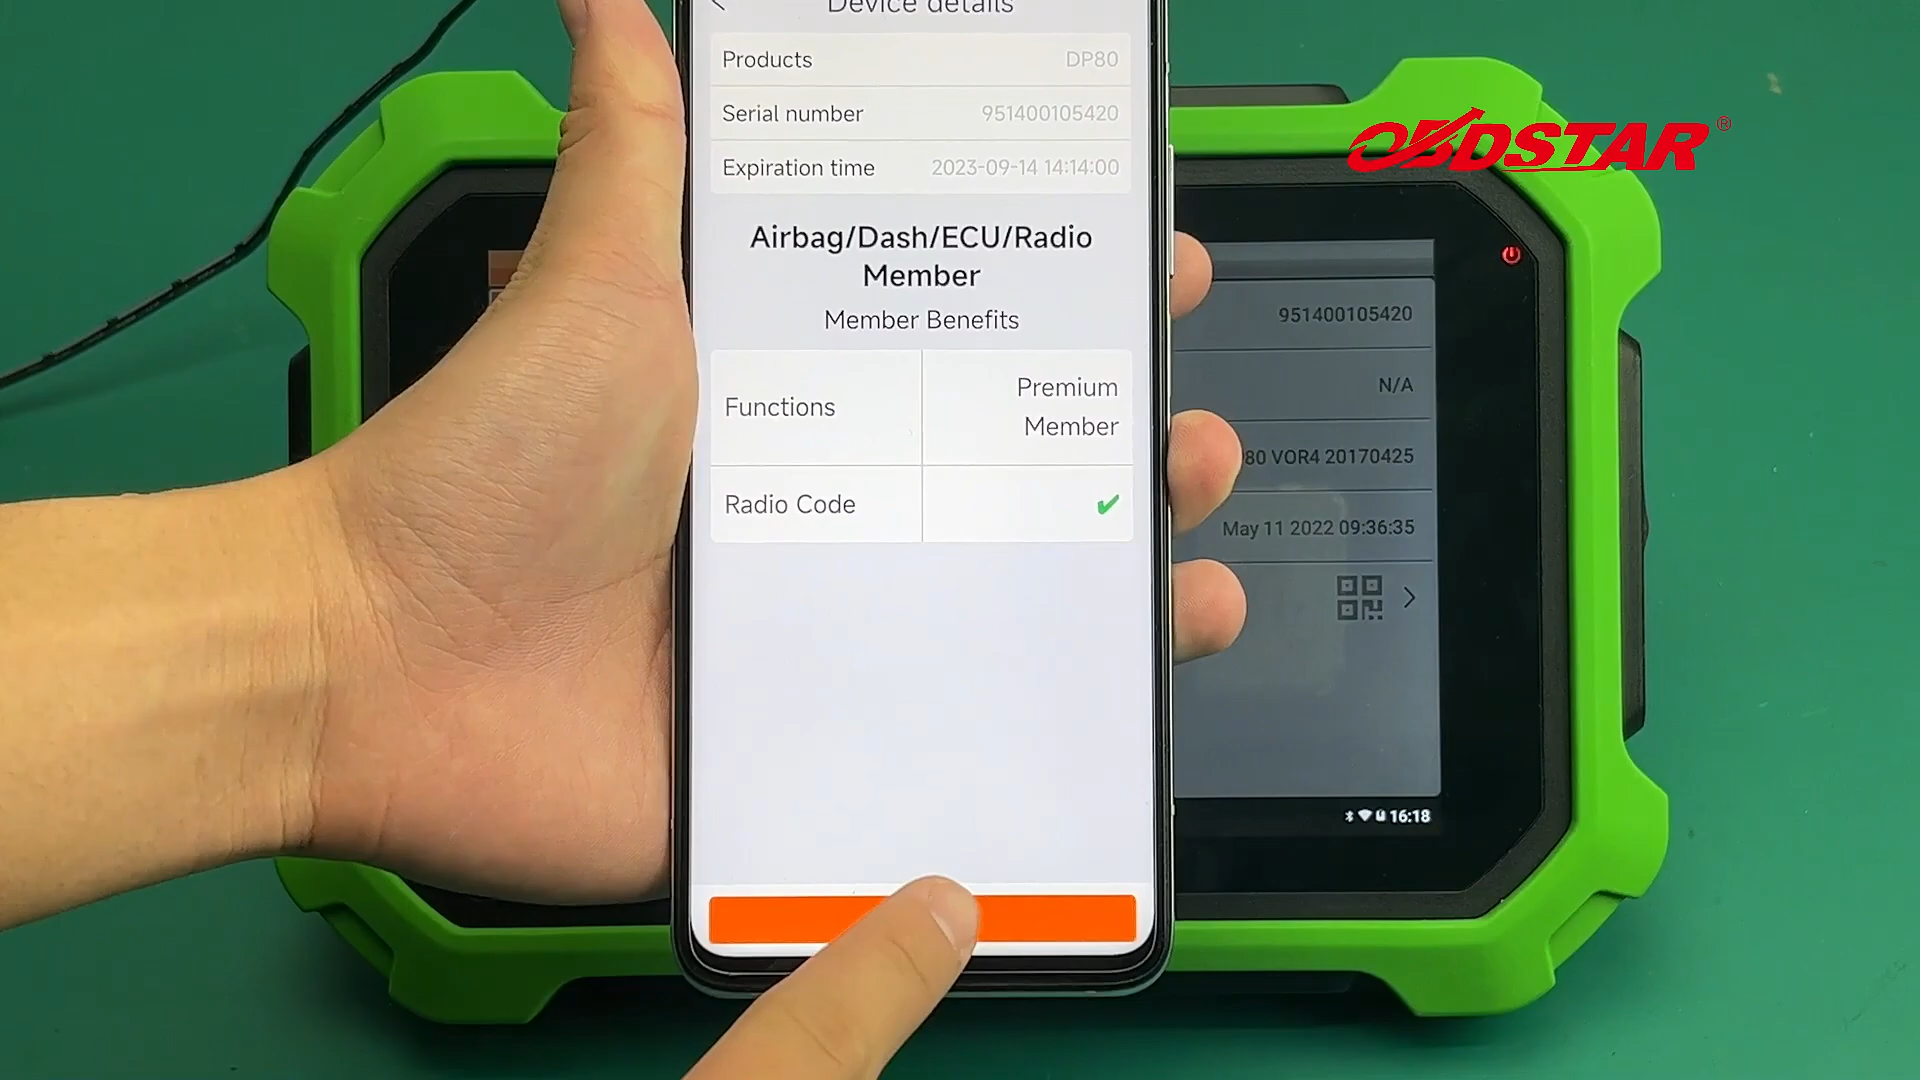 Device details
Products DP80
Serial number 951400105420
Expiration time 2023-09-14 14:14:00
Airbag/Dash/ECU/Radio
Member
Member Benefits
Functions Premium
Member
Radio Code ✔
OBDSTAR®
951400105420
N/A
80 VOR4 20170425
May 11 2022 09:36:35
16:18